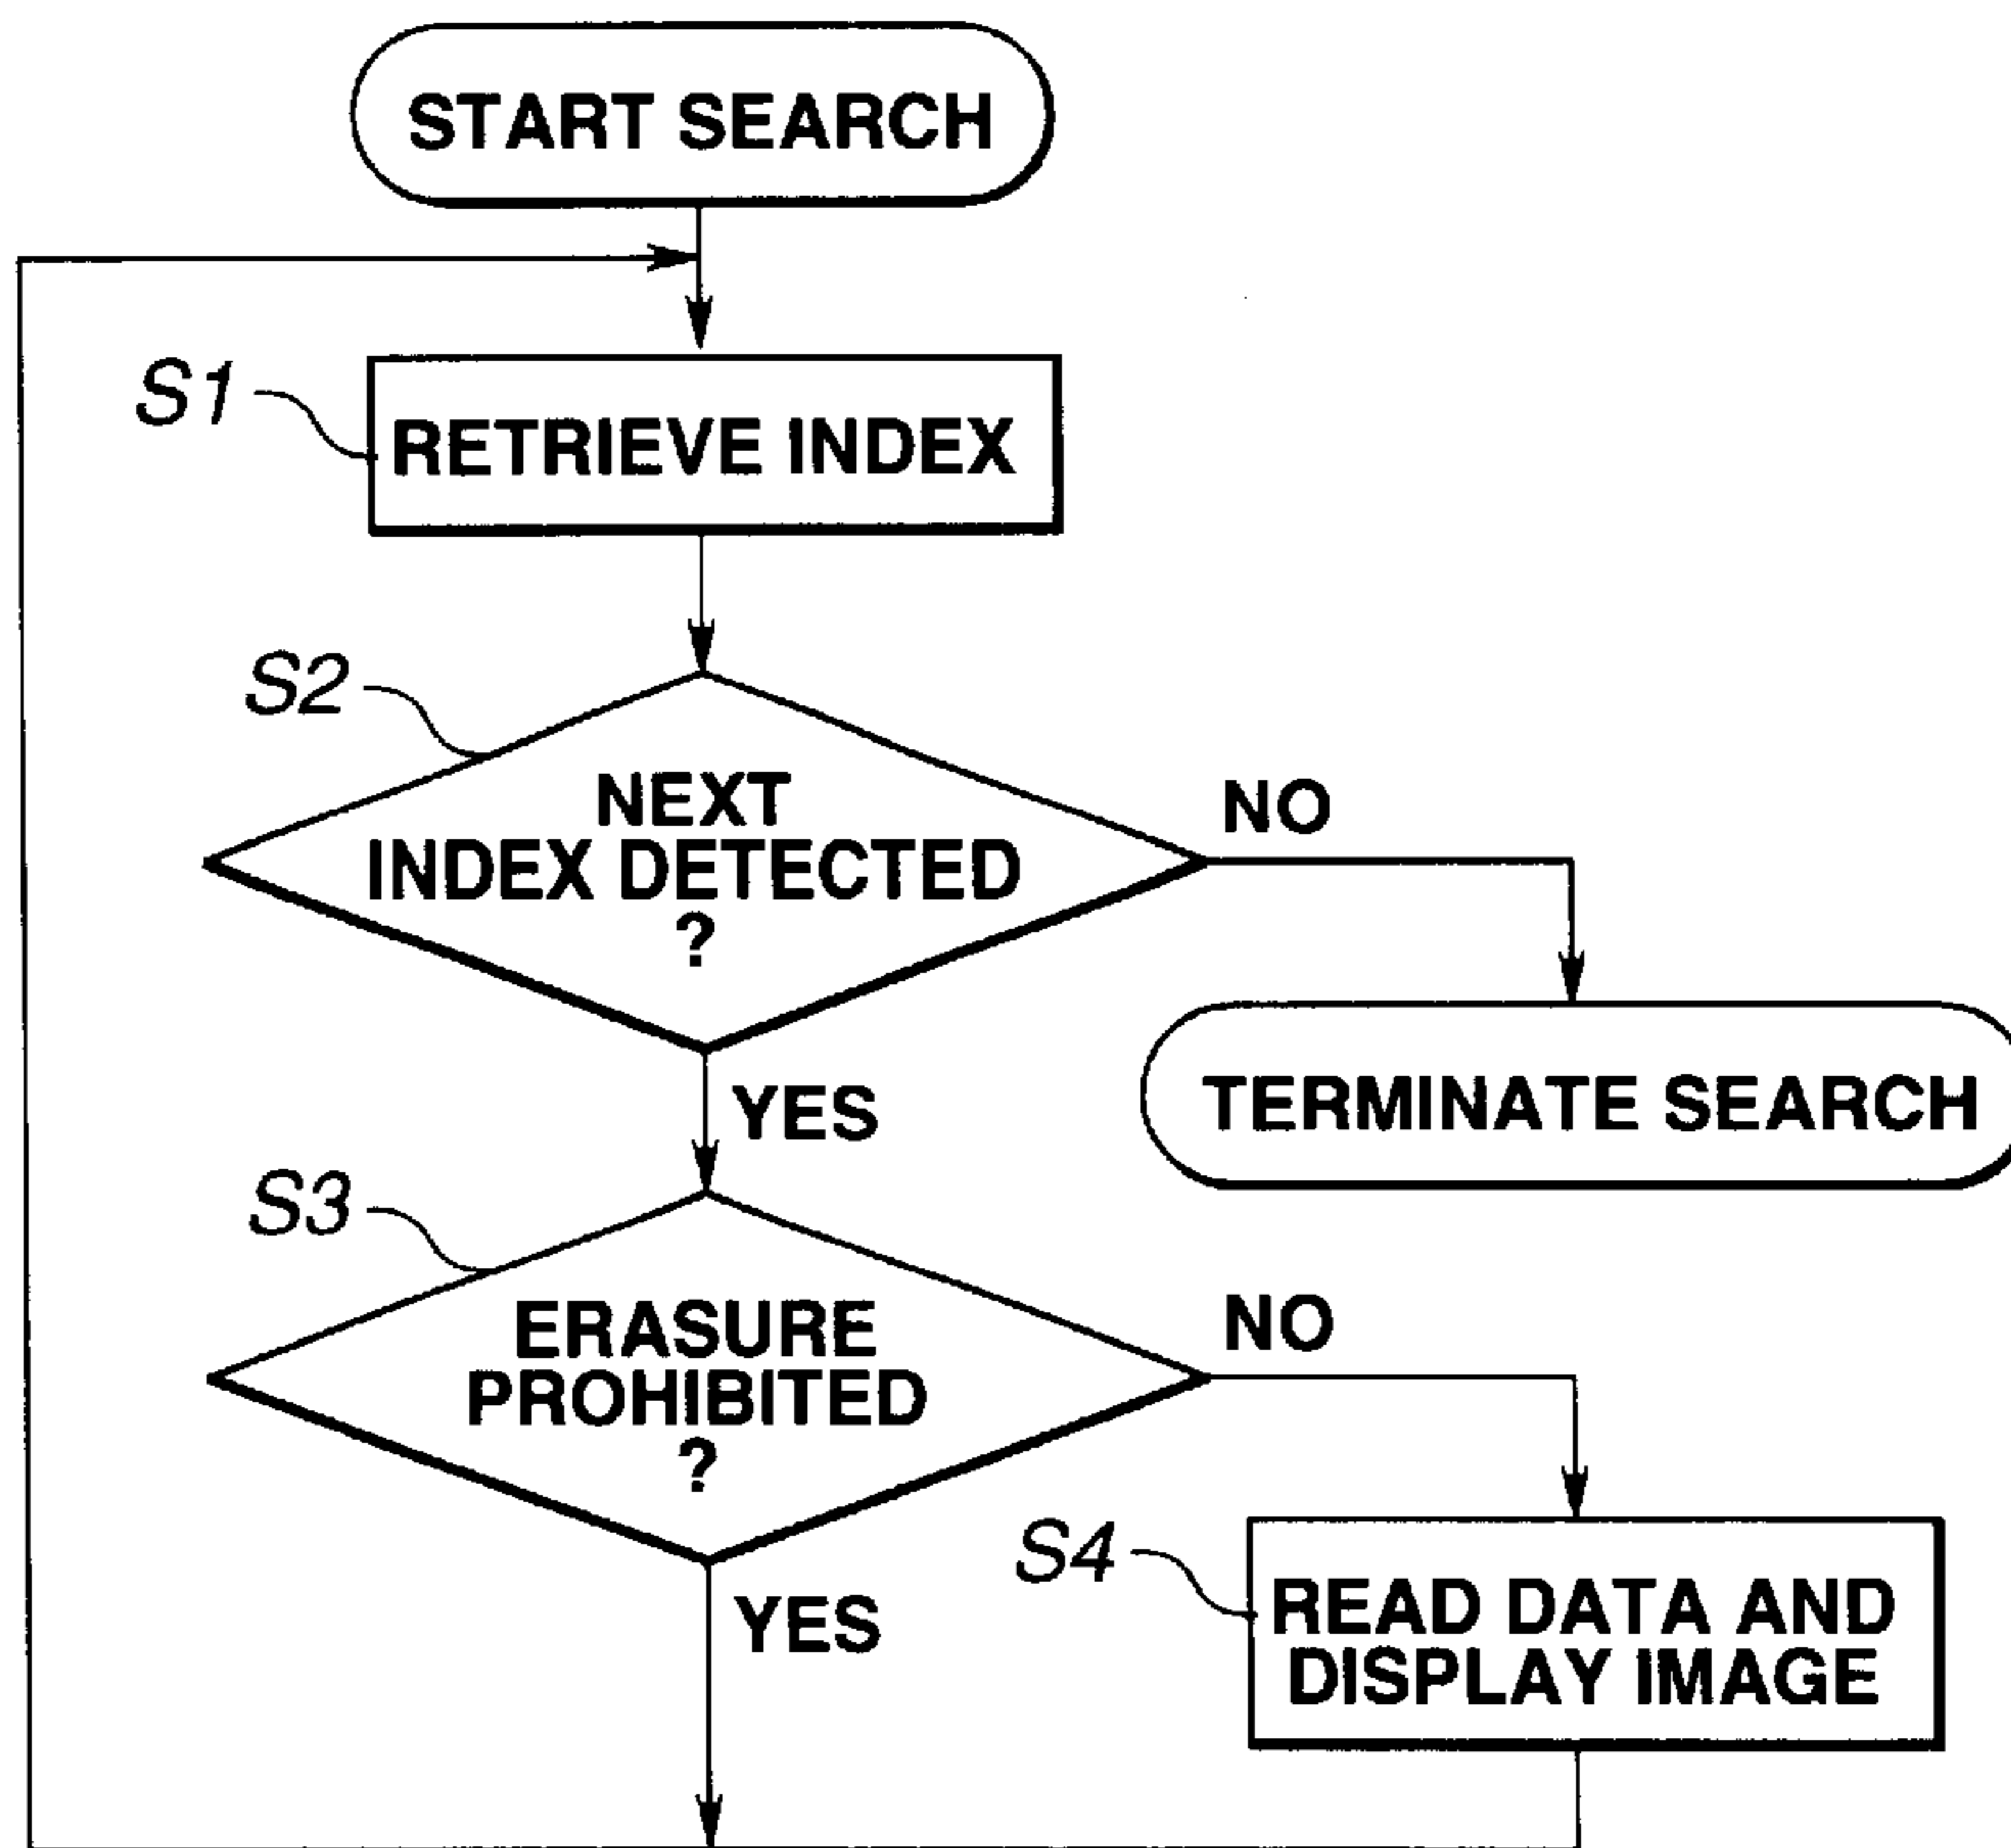 START SEARCH
S1
RETRIEVE INDEX
S2
NEXT
INDEX DETECTED
?
NO
YES
TERMINATE SEARCH
S3
ERASURE
PROHIBITED
?
NO
YES
S4
READ DATA AND
DISPLAY IMAGE